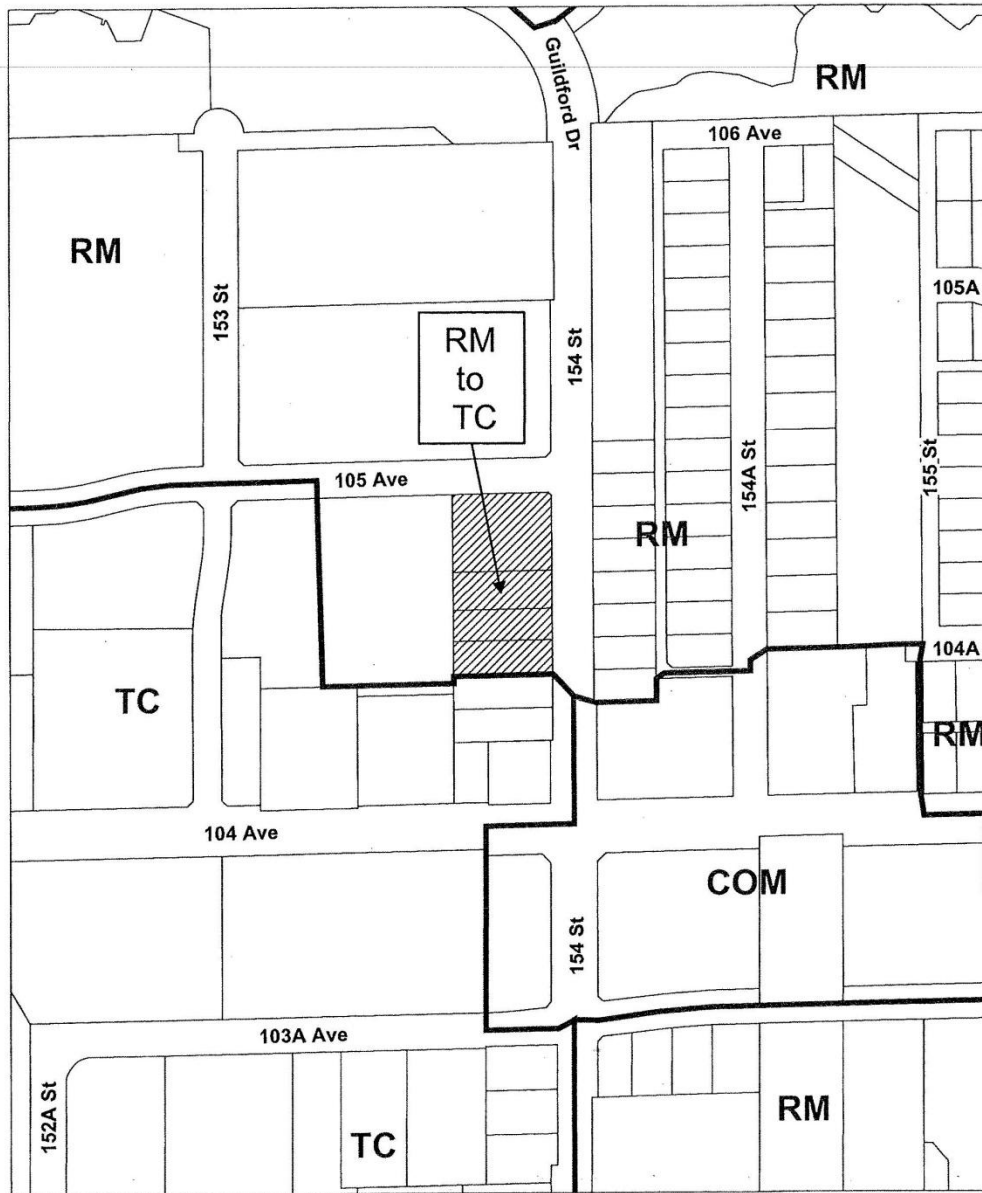 Guildford Dr
RM
106 Ave
RM
153 St
105A
RM
to
TC
154 St
154A St
155 St
105 Ave
RM
104A
TC
RM
104 Ave
COM
154 St
103A Ave
152A St
TC
RM